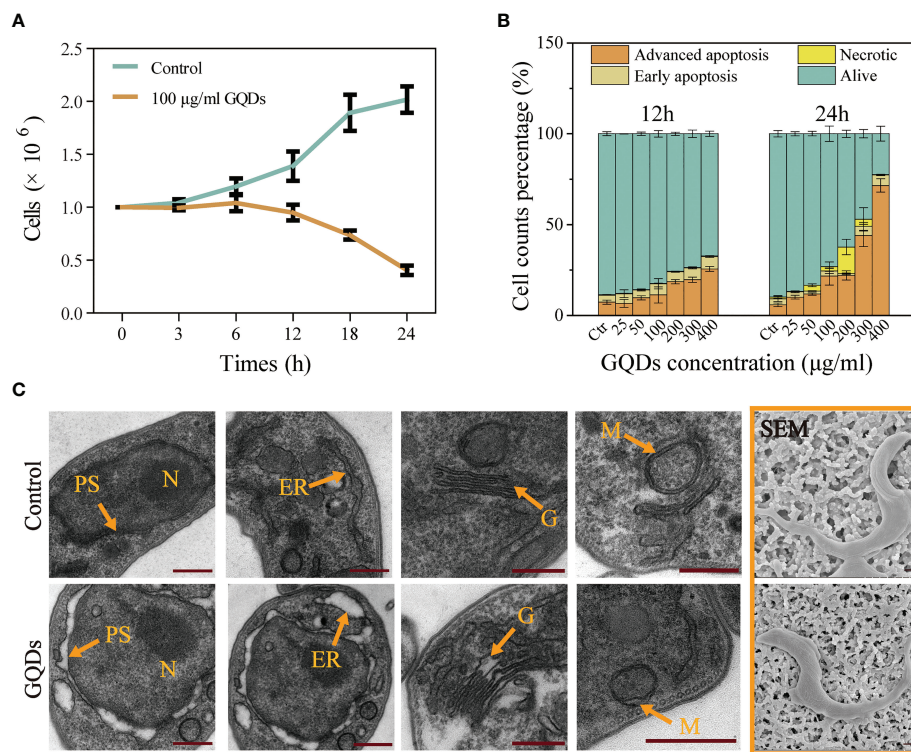 A
2.5
2.0
1.5
1.0
0.5
0.0
Cells (× 10 6)
Control
100 μg/ml GQDs
0 3 6 12 18 24
Times (h)
B
150
100
50
0
Cell counts percentage (%)
Advanced apoptosis
Early apoptosis
Necrotic
Alive
12h
24h
Ctr 25 50 100 200 300 400
Ctr 25 50 100 200 300 400
GQDs concentration (μg/ml)
C
Control
PS N
ER
G
M
SEM
GQDs
PS N
ER
G
M